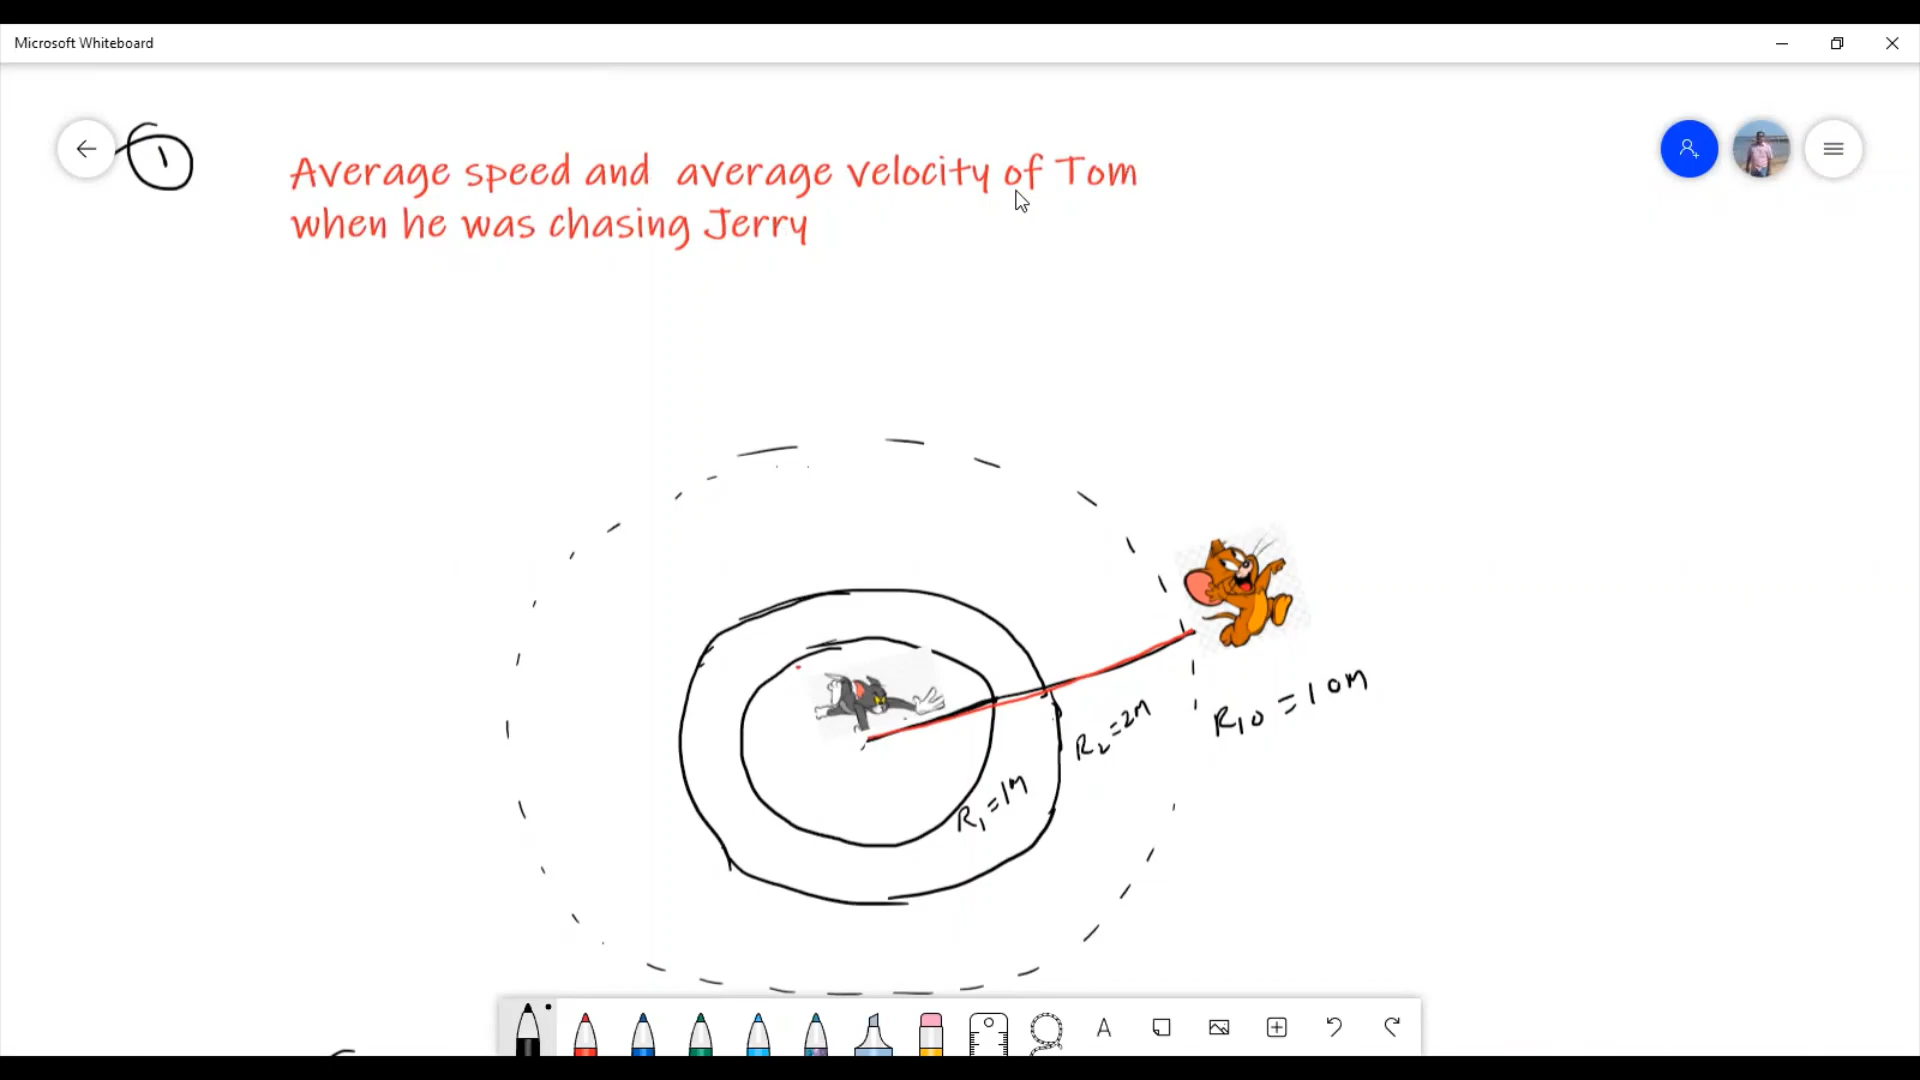 Microsoft Whiteboard
1
Average speed and average velocity of Tom
when he was chasing Jerry
R₁₀ = 10M
R₂ = 2M
R₁ = 1M
A